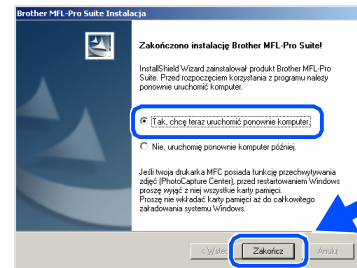 Brother MFL-Pro Suite Instalacja
Zakończono instalację Brother MFL-Pro Suite!
InstallShield Wizard zainstalował produkt Brother MFL-Pro
Suite. Przed rozpoczęciem korzystania z programu należy
ponownie uruchomić komputer.
Tak, chcę teraz uruchomić ponownie komputer.
Nie, uruchomię ponownie komputer później.
Jeśli twoja drukarka MFC posiada funkcję przechwytywania
zdjęć (PhotoCapture Center), przed restartowaniem Windows
proszę wyjąć z niej wszystkie karty pamięci.
Proszę nie wkładać karty pamięci aż do całkowitego
załadowania systemu Windows.
< Wstecz
Zakończ
Anuluj